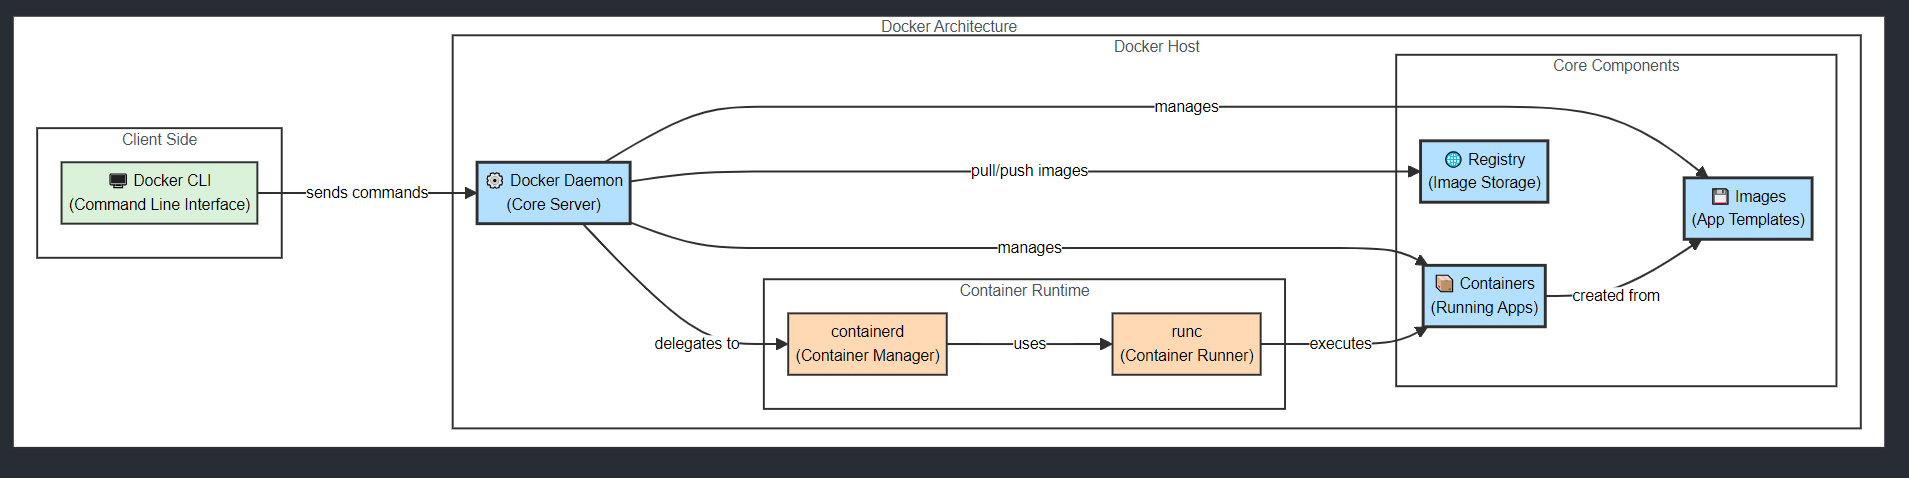 Docker Architecture
Docker Host
Core Components
manages
Client Side
Docker CLI
(Command Line Interface)
sends commands
Docker Daemon
(Core Server)
pull/push images
Registry
(Image Storage)
Images
(App Templates)
manages
Containers
(Running Apps)
created from
Container Runtime
delegates to
containerd
(Container Manager)
uses
runc
(Container Runner)
executes